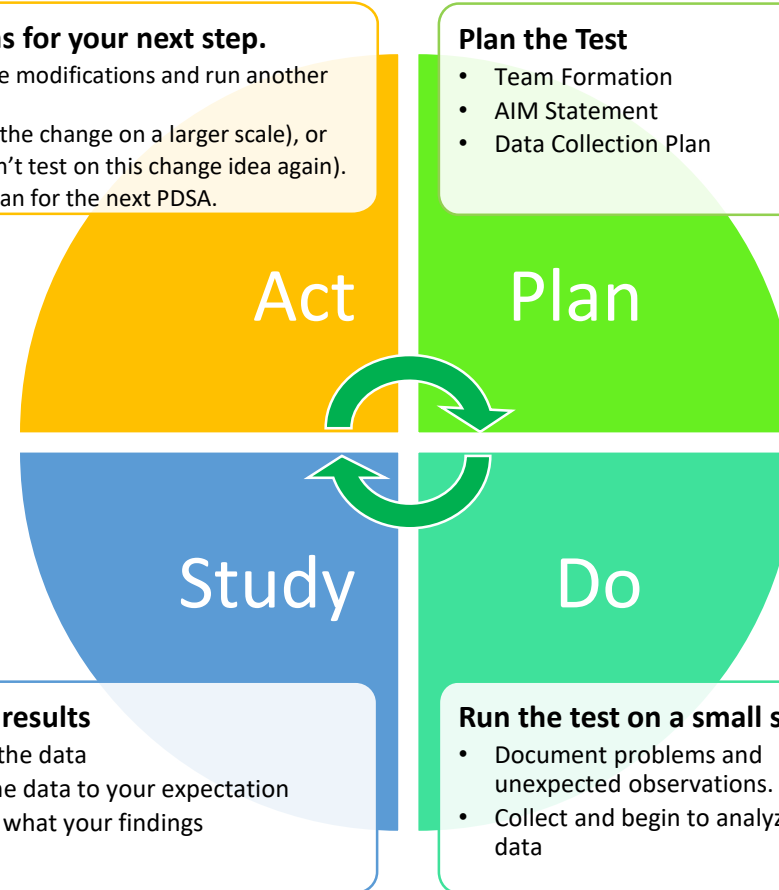 s for your next step.
e modifications and run another
the change on a larger scale), or
n't test on this change idea again).
an for the next PDSA.
Plan the Test
• Team Formation
• AIM Statement
• Data Collection Plan
Act
Plan
Study
Do
results
the data
e data to your expectation
what your findings
Run the test on a small s
• Document problems and
unexpected observations.
• Collect and begin to analyz
data